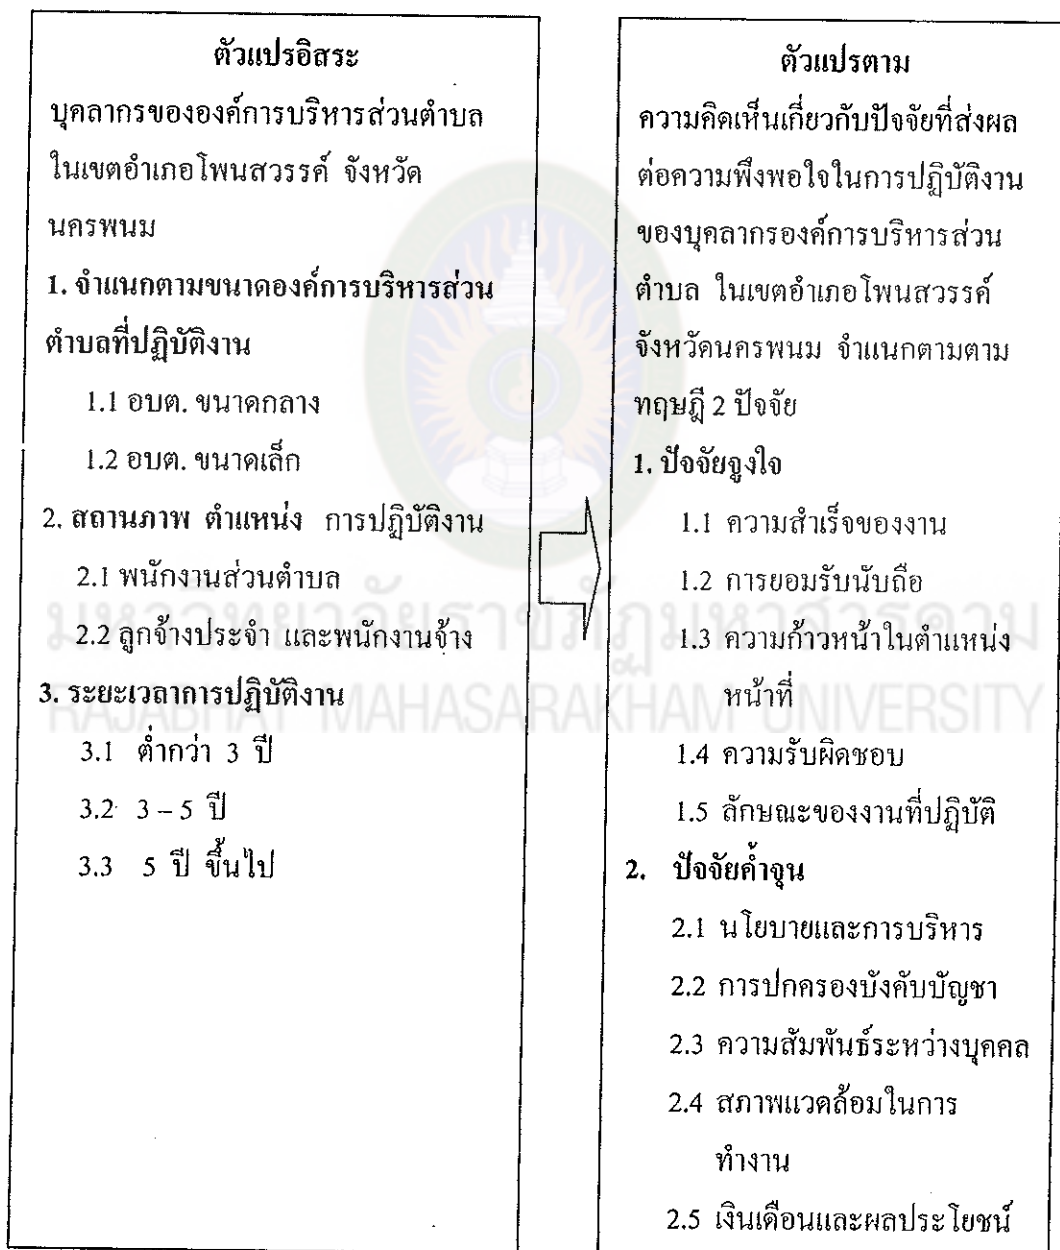 ตัวแปรอิสระ
บุคลากรขององค์การบริหารส่วนตำบล
ในเขตอำเภอโพนสวรรค์ จังหวัด
นครพนม
1. จำแนกตามขนาดองค์การบริหารส่วน
ตำบลที่ปฏิบัติงาน
1.1 อบต. ขนาดกลาง
1.2 อบต. ขนาดเล็ก
2. สถานภาพ ตำแหน่ง การปฏิบัติงาน
2.1 พนักงานส่วนตำบล
2.2 ลูกจ้างประจำ และพนักงานจ้าง
3. ระยะเวลาการปฏิบัติงาน
3.1 ต่ำกว่า 3 ปี
3.2 3 – 5 ปี
3.3 5 ปี ขึ้นไป
ตัวแปรตาม
ความคิดเห็นเกี่ยวกับปัจจัยที่ส่งผล
ต่อความพึงพอใจในการปฏิบัติงาน
ของบุคลากรองค์การบริหารส่วน
ตำบล ในเขตอำเภอโพนสวรรค์
จังหวัดนครพนม จำแนกตามตาม
ทฤษฎี 2 ปัจจัย
1. ปัจจัยจูงใจ
1.1 ความสำเร็จของงาน
1.2 การยอมรับนับถือ
1.3 ความก้าวหน้าในตำแหน่ง
หน้าที่
1.4 ความรับผิดชอบ
1.5 ลักษณะของงานที่ปฏิบัติ
2. ปัจจัยค้ำจุน
2.1 นโยบายและการบริหาร
2.2 การปกครองบังคับบัญชา
2.3 ความสัมพันธ์ระหว่างบุคคล
2.4 สภาพแวดล้อมในการ
ทำงาน
2.5 เงินเดือนและผลประโยชน์
มหาวิทยาลัยราชภัฏมหาสารคาม
RAJABHAT MAHASARAKHAM UNIVERSITY